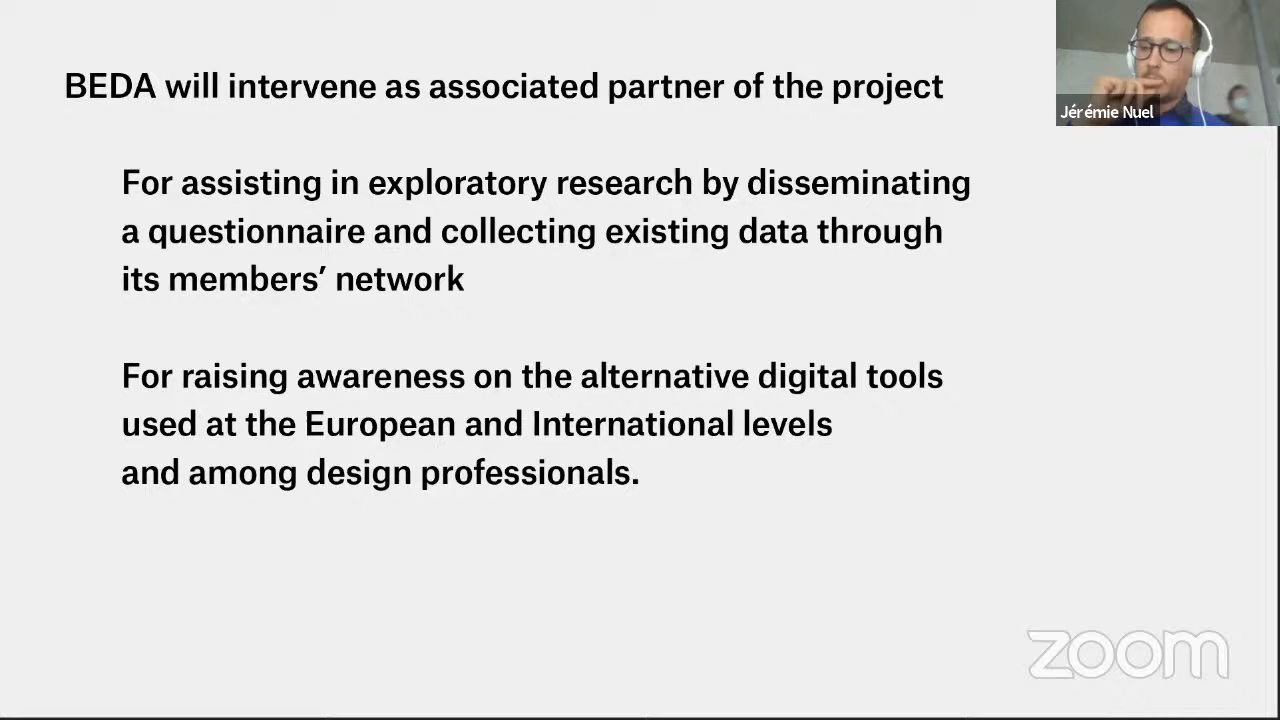 BEDA will intervene as associated partner of the project
Jérémie Nuel
For assisting in exploratory research by disseminating
a questionnaire and collecting existing data through
its members’ network
For raising awareness on the alternative digital tools
used at the European and International levels
and among design professionals.
zoom